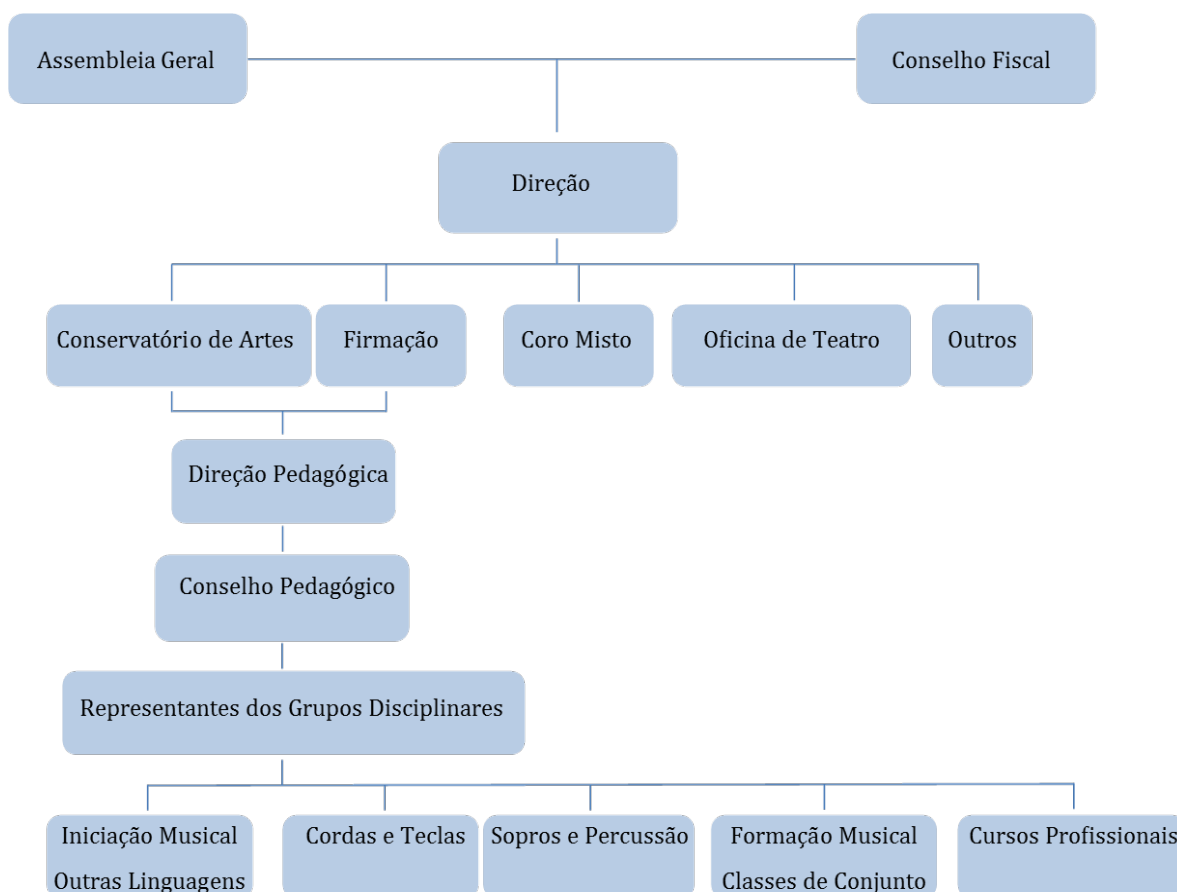 Assembleia Geral
Conselho Fiscal
Direção
Conservatório de Artes
Firmação
Coro Misto
Oficina de Teatro
Outros
Direção Pedagógica
Conselho Pedagógico
Representantes dos Grupos Disciplinares
Iniciação Musical
Outras Linguagens
Cordas e Teclas
Sopros e Percussão
Formação Musical
Classes de Conjunto
Cursos Profissionais